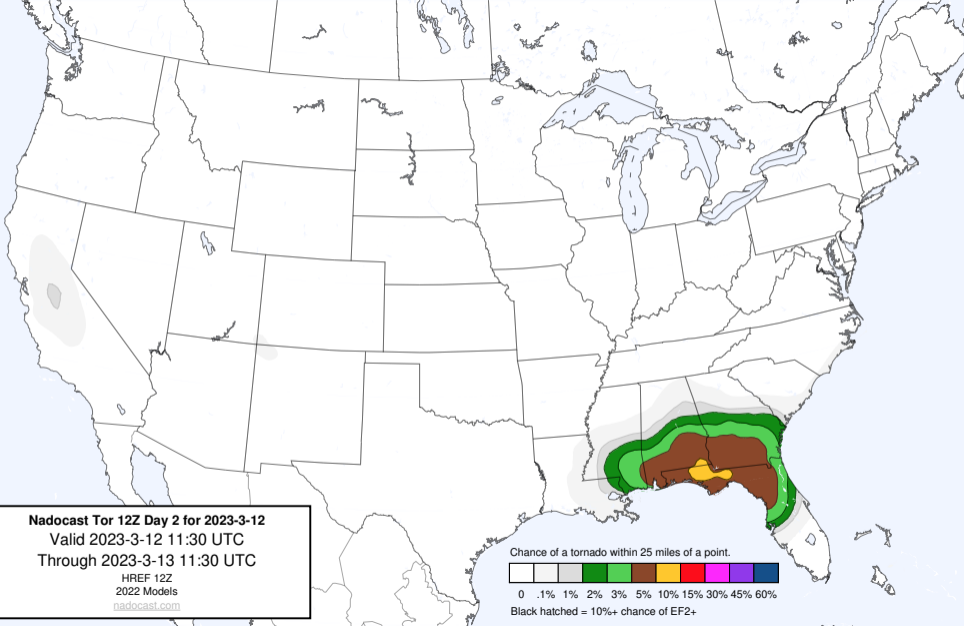 Nadocast Tor 12Z Day 2 for 2023-3-12
Valid 2023-3-12 11:30 UTC
Through 2023-3-13 11:30 UTC
HREF 12Z
2022 Models
nadocast.com
Chance of a tornado within 25 miles of a point.
0 .1% 1% 2% 3% 5% 10% 15% 30% 45% 60%
Black hatched = 10%+ chance of EF2+